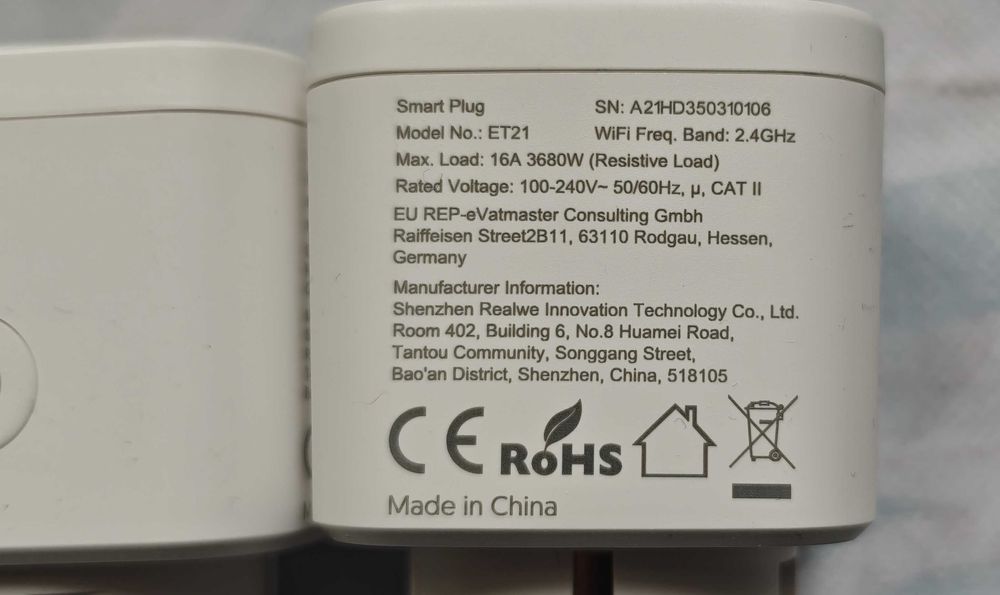 Smart Plug SN: A21HD350310106
Model No.: ET21 WiFi Freq. Band: 2.4GHz
Max. Load: 16A 3680W (Resistive Load)
Rated Voltage: 100-240V~ 50/60Hz, μ, CAT II
EU REP-eVatmaster Consulting Gmbh
Raiffeisen Street2B11, 63110 Rodgau, Hessen,
Germany
Manufacturer Information:
Shenzhen Realwe Innovation Technology Co., Ltd.
Room 402, Building 6, No.8 Huamei Road,
Tantou Community, Songgang Street,
Bao'an District, Shenzhen, China, 518105
CE RoHS
Made in China